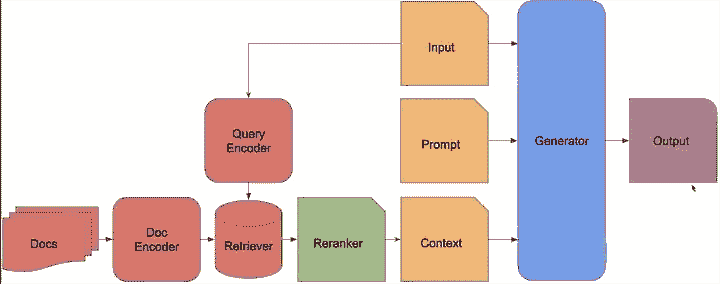 Input
Query
Encoder
Prompt
Generator
Output
Docs
Doc
Encoder
Retriever
Reranker
Context